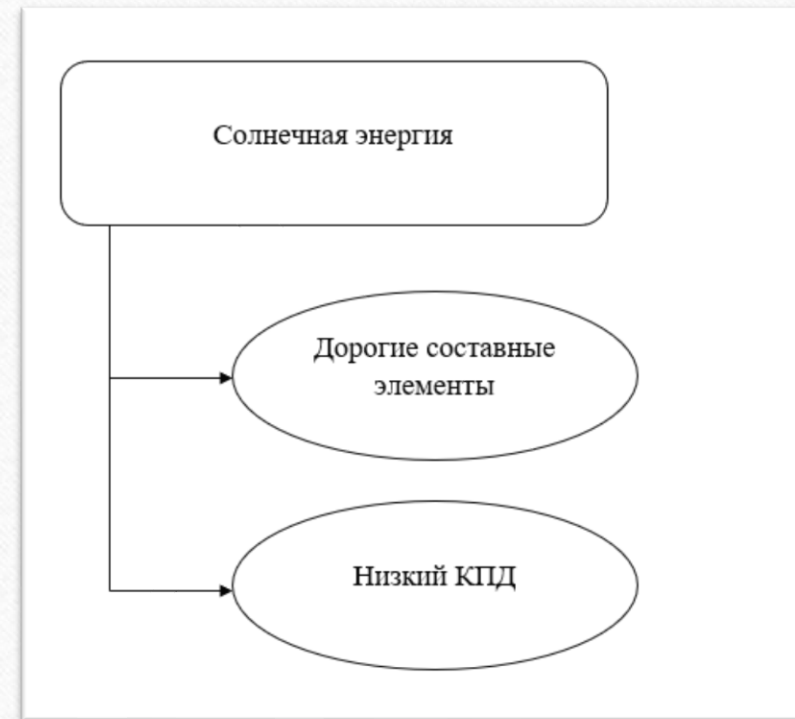 Солнечная энергия
Дорогие составные
элементы
Низкий КПД